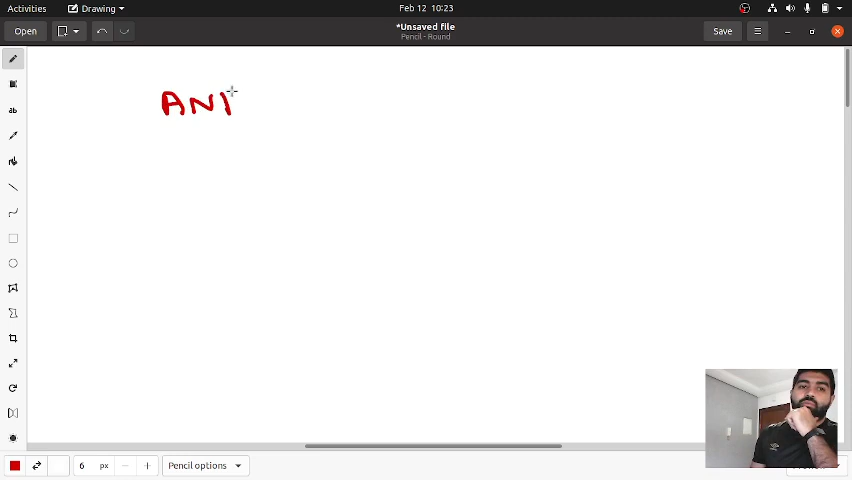 Activities Drawing Feb 12 10:23
Open *Unsaved file Save
Pencil - Round
ANI
6 px Pencil options